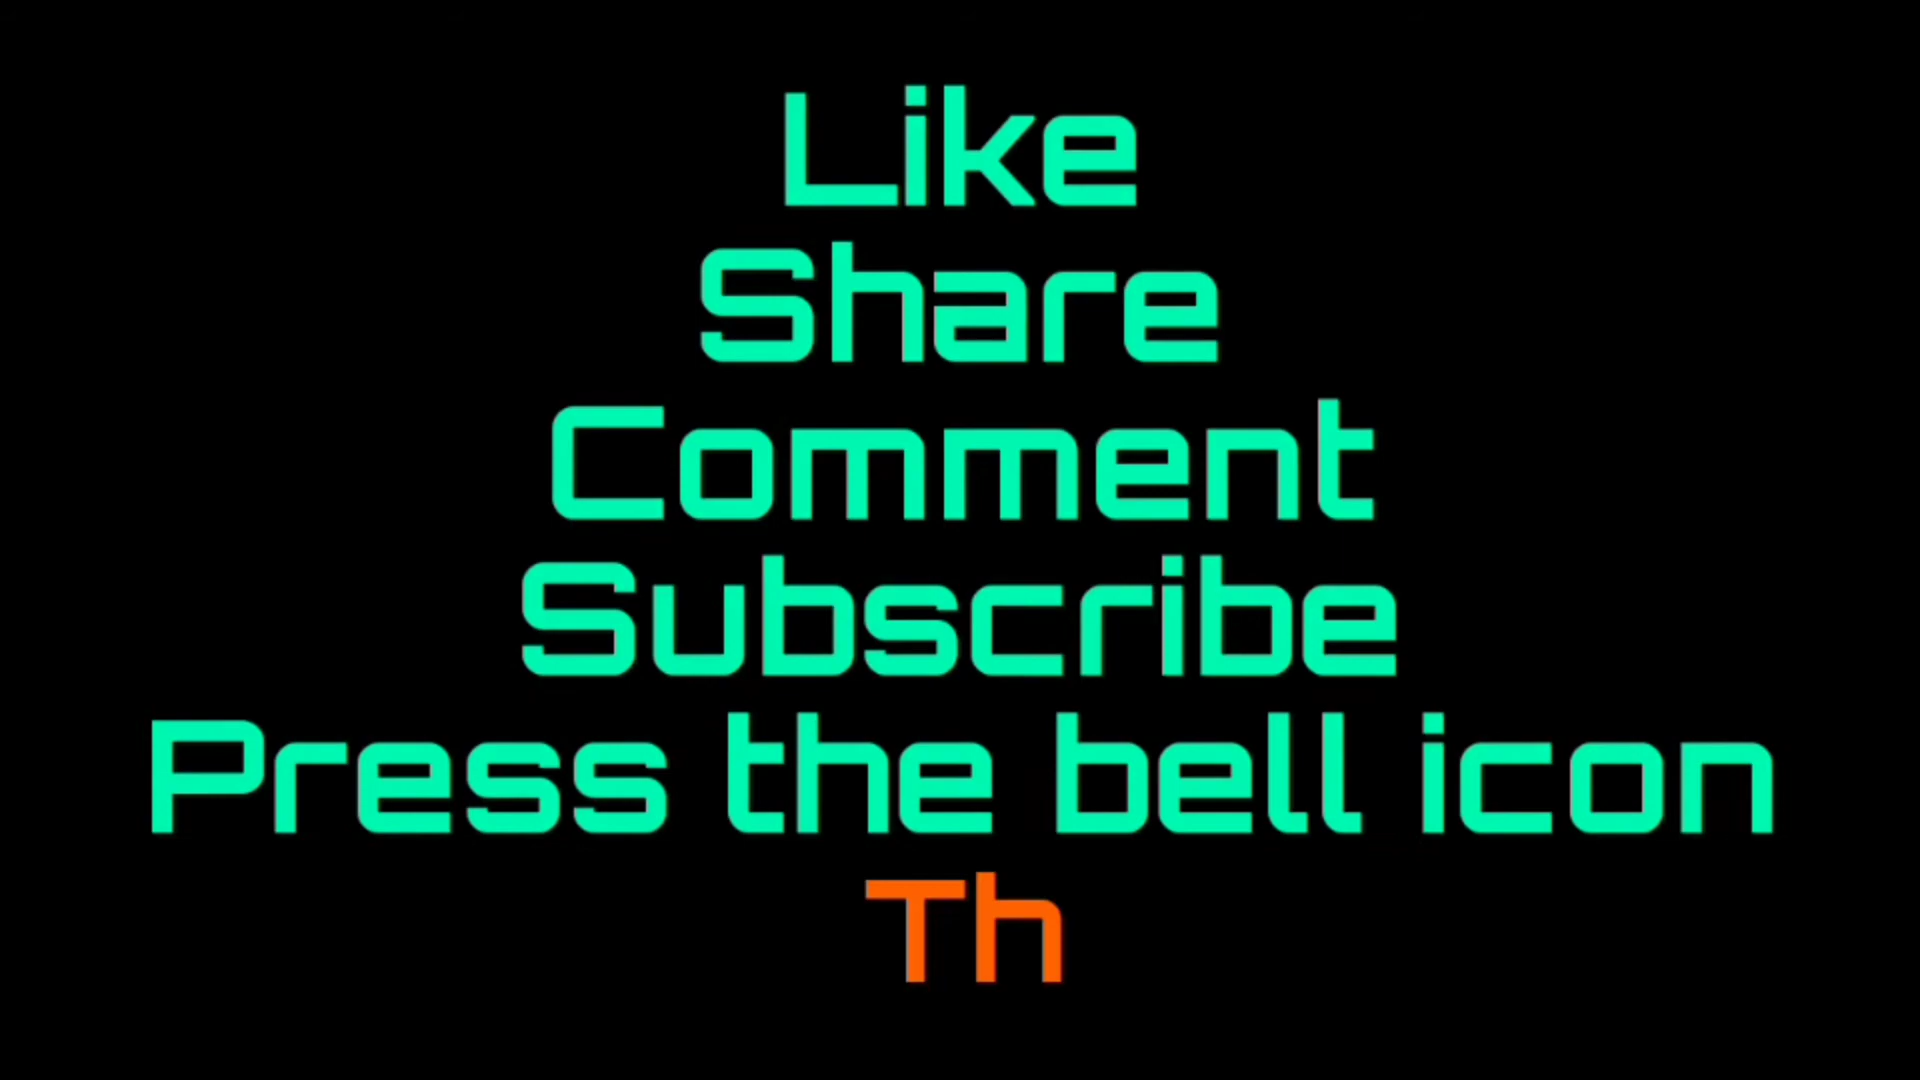 Like
Share
Comment
Subscribe
Press the bell icon
Th